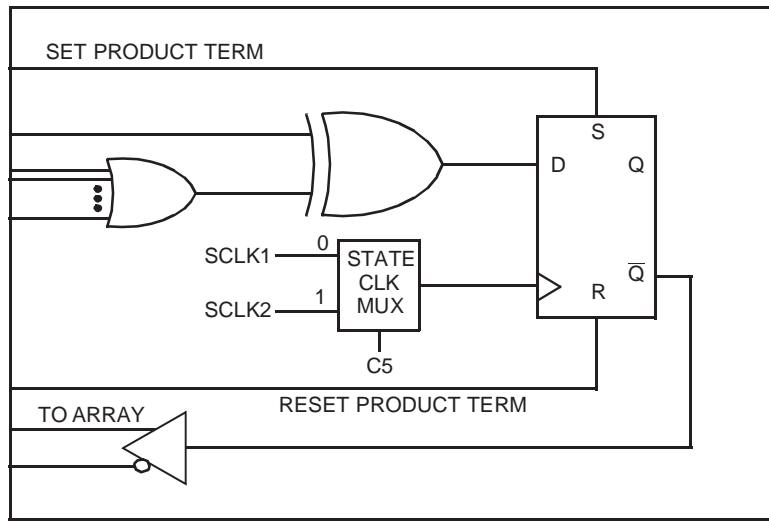 SET PRODUCT TERM
S
D
Q
SCLK1
0
STATE
CLK
MUX
SCLK2
1
Q̅
R
C5
RESET PRODUCT TERM
TO ARRAY